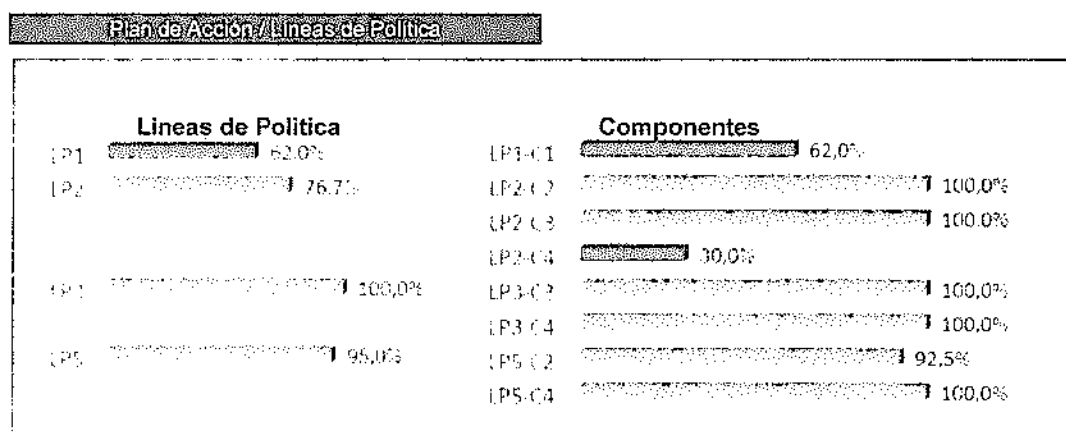 Plan de Acción / Lineas de Politica
Lineas de Politica
LP1 62.0%
LP2 76.7%
LP3 100,0%
LP5 95,0%
Componentes
LP1-C1 62,0%
LP2-C2 100,0%
LP2-C3 100.0%
LP2-C4 30,0%
LP3-C3 100,0%
LP3-C4 100,0%
LP5-C2 92,5%
LP5-C4 100,0%